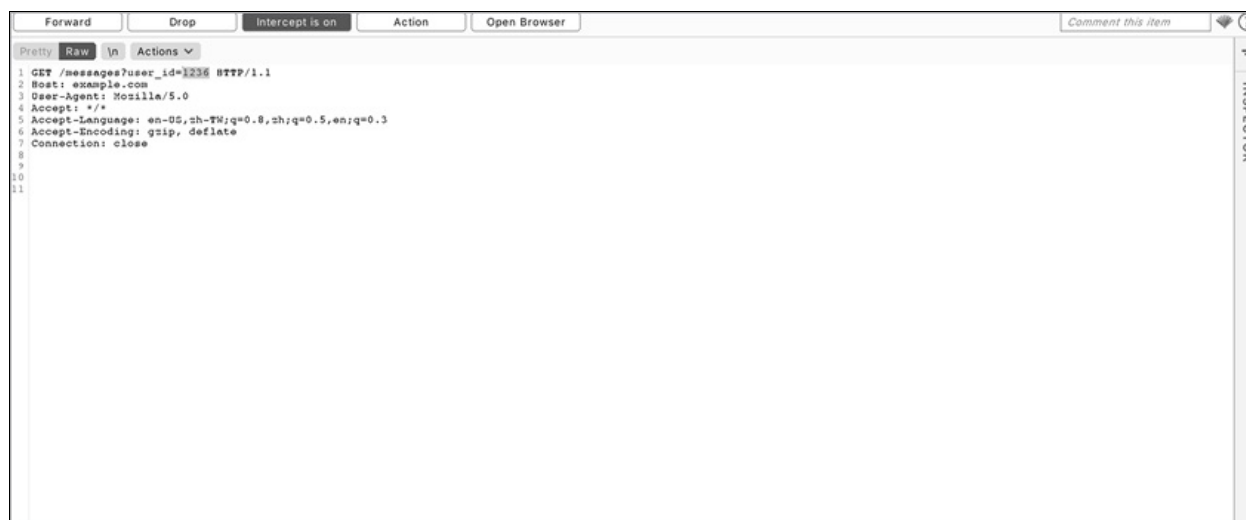 Forward Drop Intercept is on Action Open Browser Comment this item
Pretty Raw \n Actions
1 GET /messages?user_id=1236 HTTP/1.1
2 Host: example.com
3 User-Agent: Mozilla/5.0
4 Accept: */*
5 Accept-Language: en-US,zh-TW;q=0.8,zh;q=0.5,en;q=0.3
6 Accept-Encoding: gzip, deflate
7 Connection: close
8
9
10
11
INSPECTOR